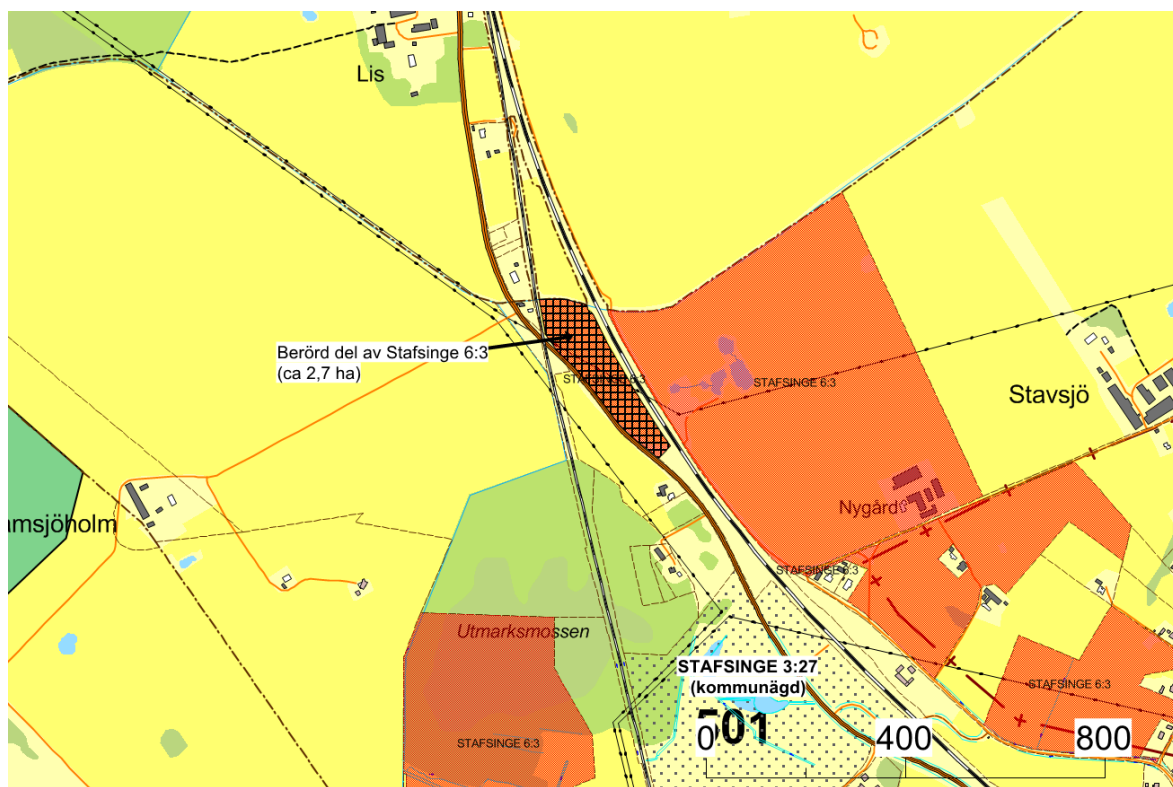 Lis
Berörd del av Stafsinge 6:3
(ca 2,7 ha)
STAFSINGE 6:3
STAFSINGE 6:3
Stavsjö
Nygård
amsjöholm
STAFSINGE 6:3
Utmarksmossen
STAFSINGE 3:27
(kommunägd)
STAFSINGE 6:3
501
0
400
800
STAFSINGE 6:3